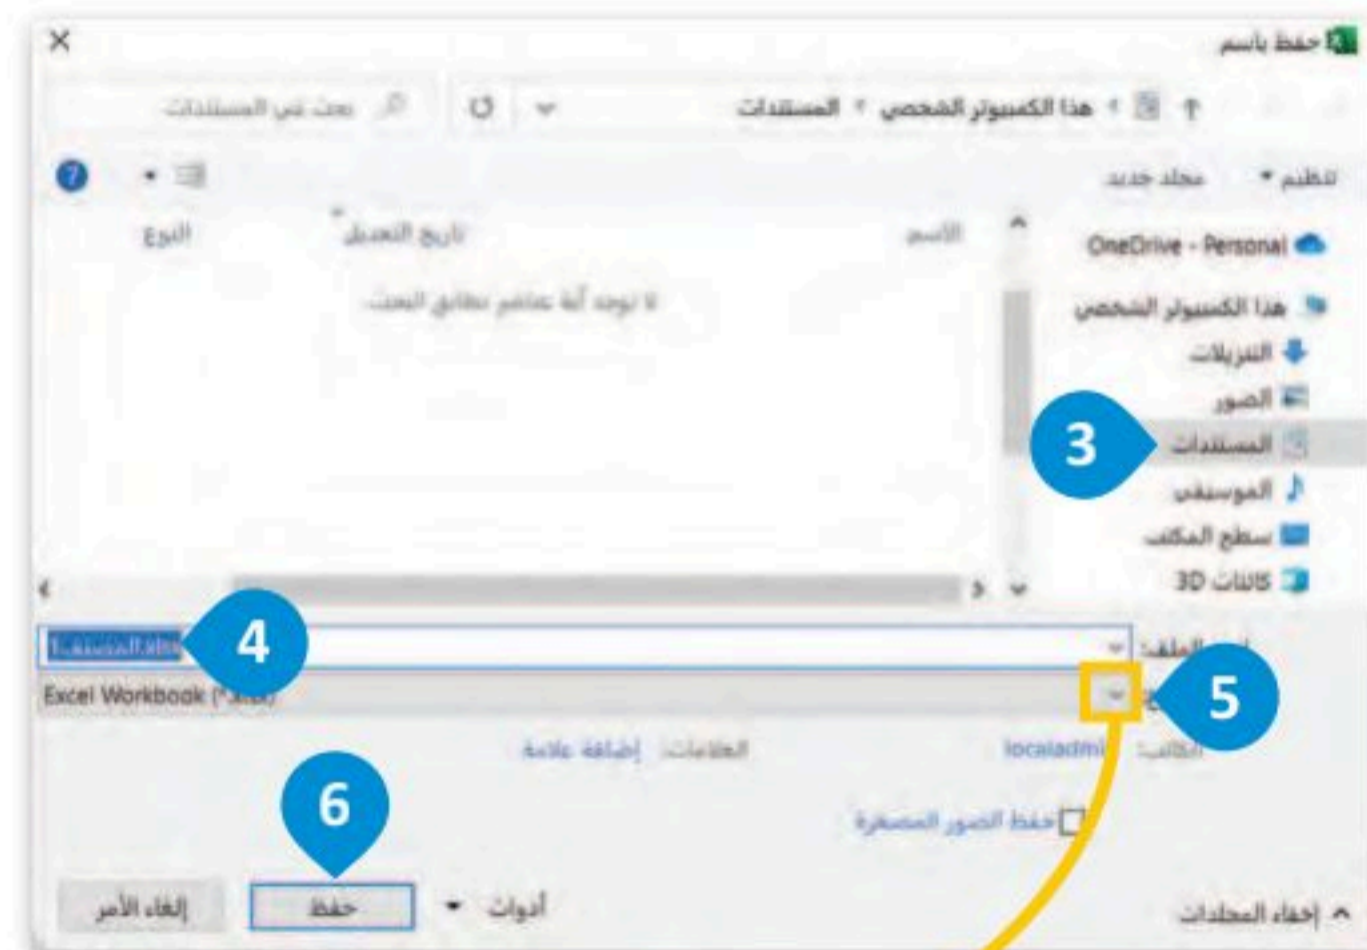 حفظ باسم
هذا الكمبيوتر الشخصي
المستندات
بحث في المستندات
تنظيم
مجلد جديد
?
الاسم
تاريخ التعديل
النوع
لا توجد أية عناصر تطابق البحث.
OneDrive - Personal
هذا الكمبيوتر الشخصي
التنزيلات
الصور
المستندات
3
الموسيقى
سطح المكتب
كائنات 3D
الملف:
4
Excel Workbook
5
الكاتب:
العلامات: إضافة علامة
حفظ الصور المصغرة
6
إخفاء المجلدات
أدوات
حفظ
إلغاء الأمر